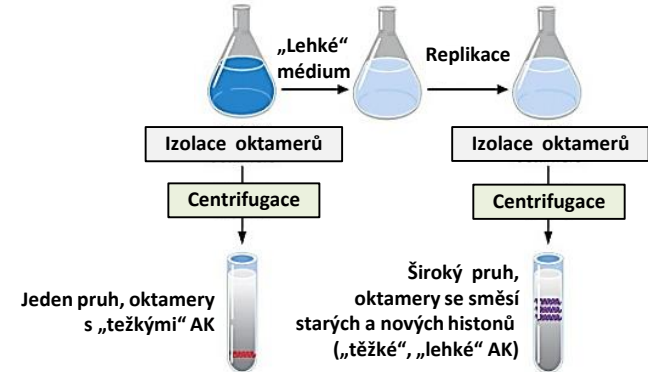 „Lehké“
médium
Replikace
Izolace oktamerů
Izolace oktamerů
Centrifugace
Centrifugace
Jeden pruh, oktamery
s „težkými“ AK
Široký pruh,
oktamery se směsí
starých a nových histonů
(„těžké“, „lehké“ AK)